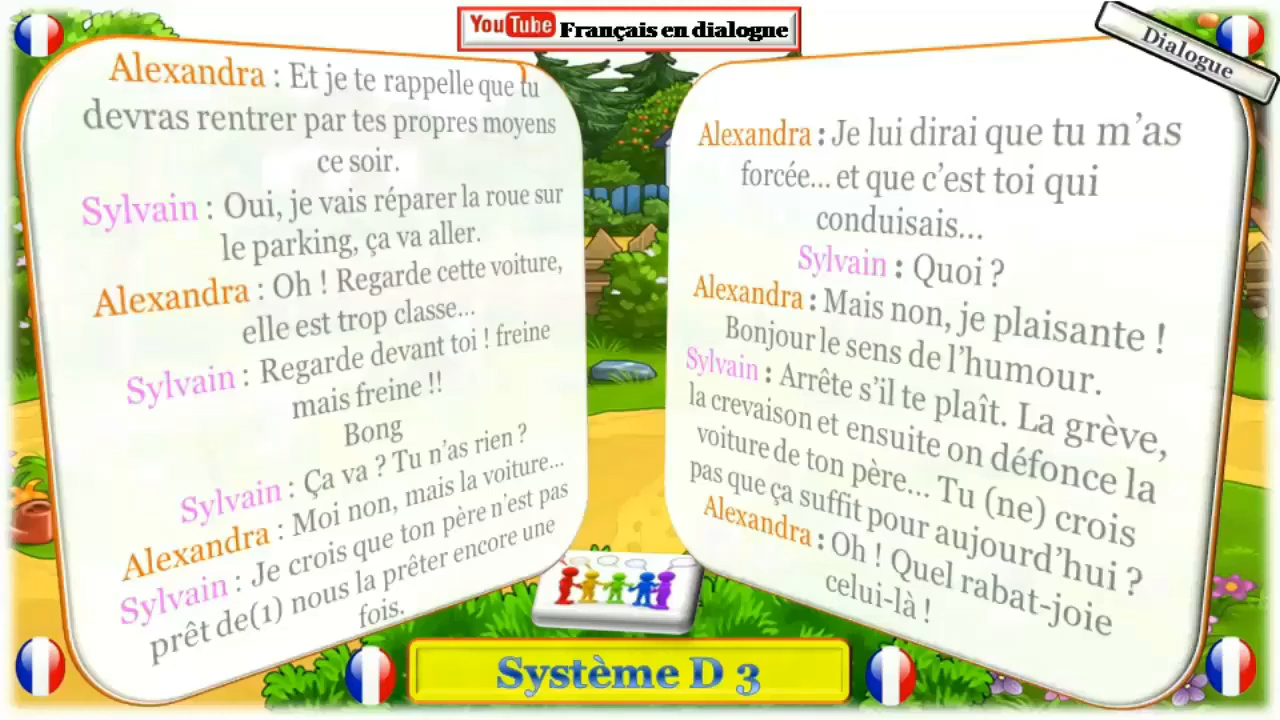 YouTube Français en dialogue
Dialogue
Alexandra : Et je te rappelle que tu
devras rentrer par tes propres moyens
ce soir.
Sylvain : Oui, je vais réparer la roue sur
le parking, ça va aller.
Alexandra : Oh ! Regarde cette voiture,
elle est trop classe...
Sylvain : Regarde devant toi ! freine
mais freine !!
Bong
Sylvain : Ça va ? Tu n'as rien ?
Alexandra : Moi non, mais la voiture...
Sylvain : Je crois que ton père n'est pas
prêt de(1) nous la prêter encore une
fois.
Alexandra : Je lui dirai que tu m'as
forcée... et que c'est toi qui
conduisais...
Sylvain : Quoi ?
Alexandra : Mais non, je plaisante !
Bonjour le sens de l'humour.
Sylvain : Arrête s'il te plaît. La grève,
la crevaison et ensuite on défonce la
voiture de ton père... Tu (ne) crois
pas que ça suffit pour aujourd'hui ?
Alexandra : Oh ! Quel rabat-joie
celui-là !
Système D 3